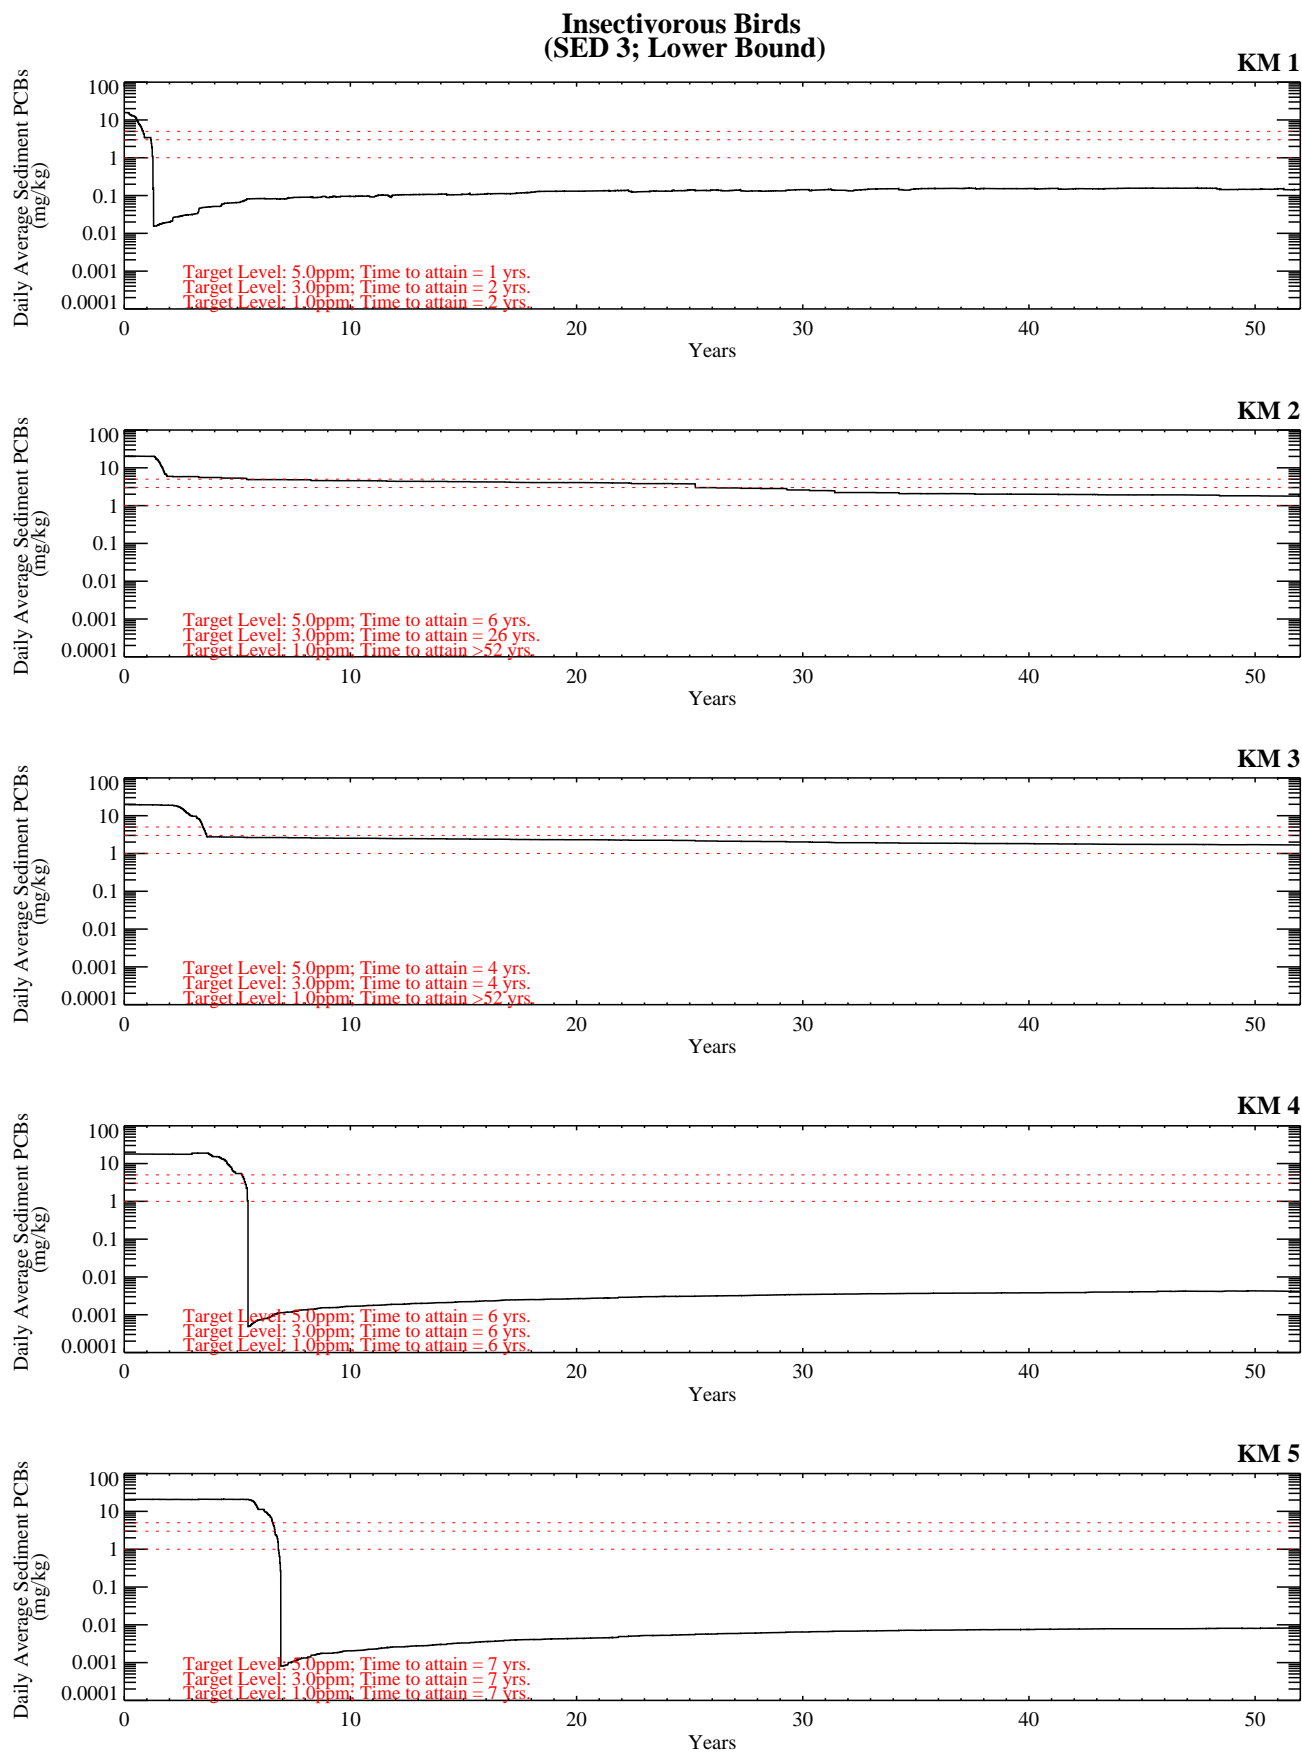 Insectivorous Birds
(SED 3; Lower Bound)
KM 1
Daily Average Sediment PCBs
(mg/kg)
100
10
1
0.1
0.01
0.001
0.0001
Target Level: 5.0ppm; Time to attain = 1 yrs.
Target Level: 3.0ppm; Time to attain = 2 yrs.
Target Level: 1.0ppm; Time to attain = 2 yrs.
0 10 20 30 40 50
Years
KM 2
Daily Average Sediment PCBs
(mg/kg)
100
10
1
0.1
0.01
0.001
0.0001
Target Level: 5.0ppm; Time to attain = 6 yrs.
Target Level: 3.0ppm; Time to attain = 26 yrs.
Target Level: 1.0ppm; Time to attain >52 yrs.
0 10 20 30 40 50
Years
KM 3
Daily Average Sediment PCBs
(mg/kg)
100
10
1
0.1
0.01
0.001
0.0001
Target Level: 5.0ppm; Time to attain = 4 yrs.
Target Level: 3.0ppm; Time to attain = 4 yrs.
Target Level: 1.0ppm; Time to attain >52 yrs.
0 10 20 30 40 50
Years
KM 4
Daily Average Sediment PCBs
(mg/kg)
100
10
1
0.1
0.01
0.001
0.0001
Target Level: 5.0ppm; Time to attain = 6 yrs.
Target Level: 3.0ppm; Time to attain = 6 yrs.
Target Level: 1.0ppm; Time to attain = 6 yrs.
0 10 20 30 40 50
Years
KM 5
Daily Average Sediment PCBs
(mg/kg)
100
10
1
0.1
0.01
0.001
0.0001
Target Level: 5.0ppm; Time to attain = 7 yrs.
Target Level: 3.0ppm; Time to attain = 7 yrs.
Target Level: 1.0ppm; Time to attain = 7 yrs.
0 10 20 30 40 50
Years